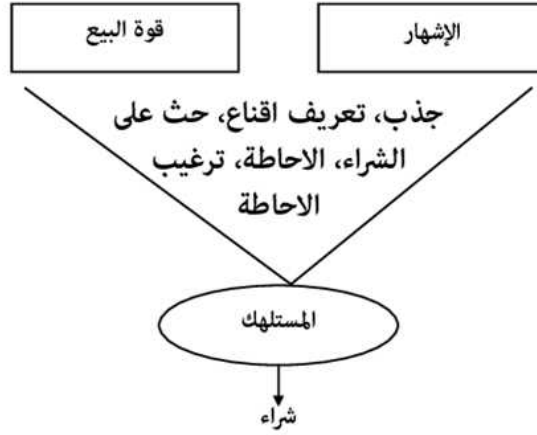 الإشهار
قوة البيع
جذب، تعريف اقناع، حث على
الشراء، الاحاطة، ترغيب
الاحاطة
المستلهك
شراء